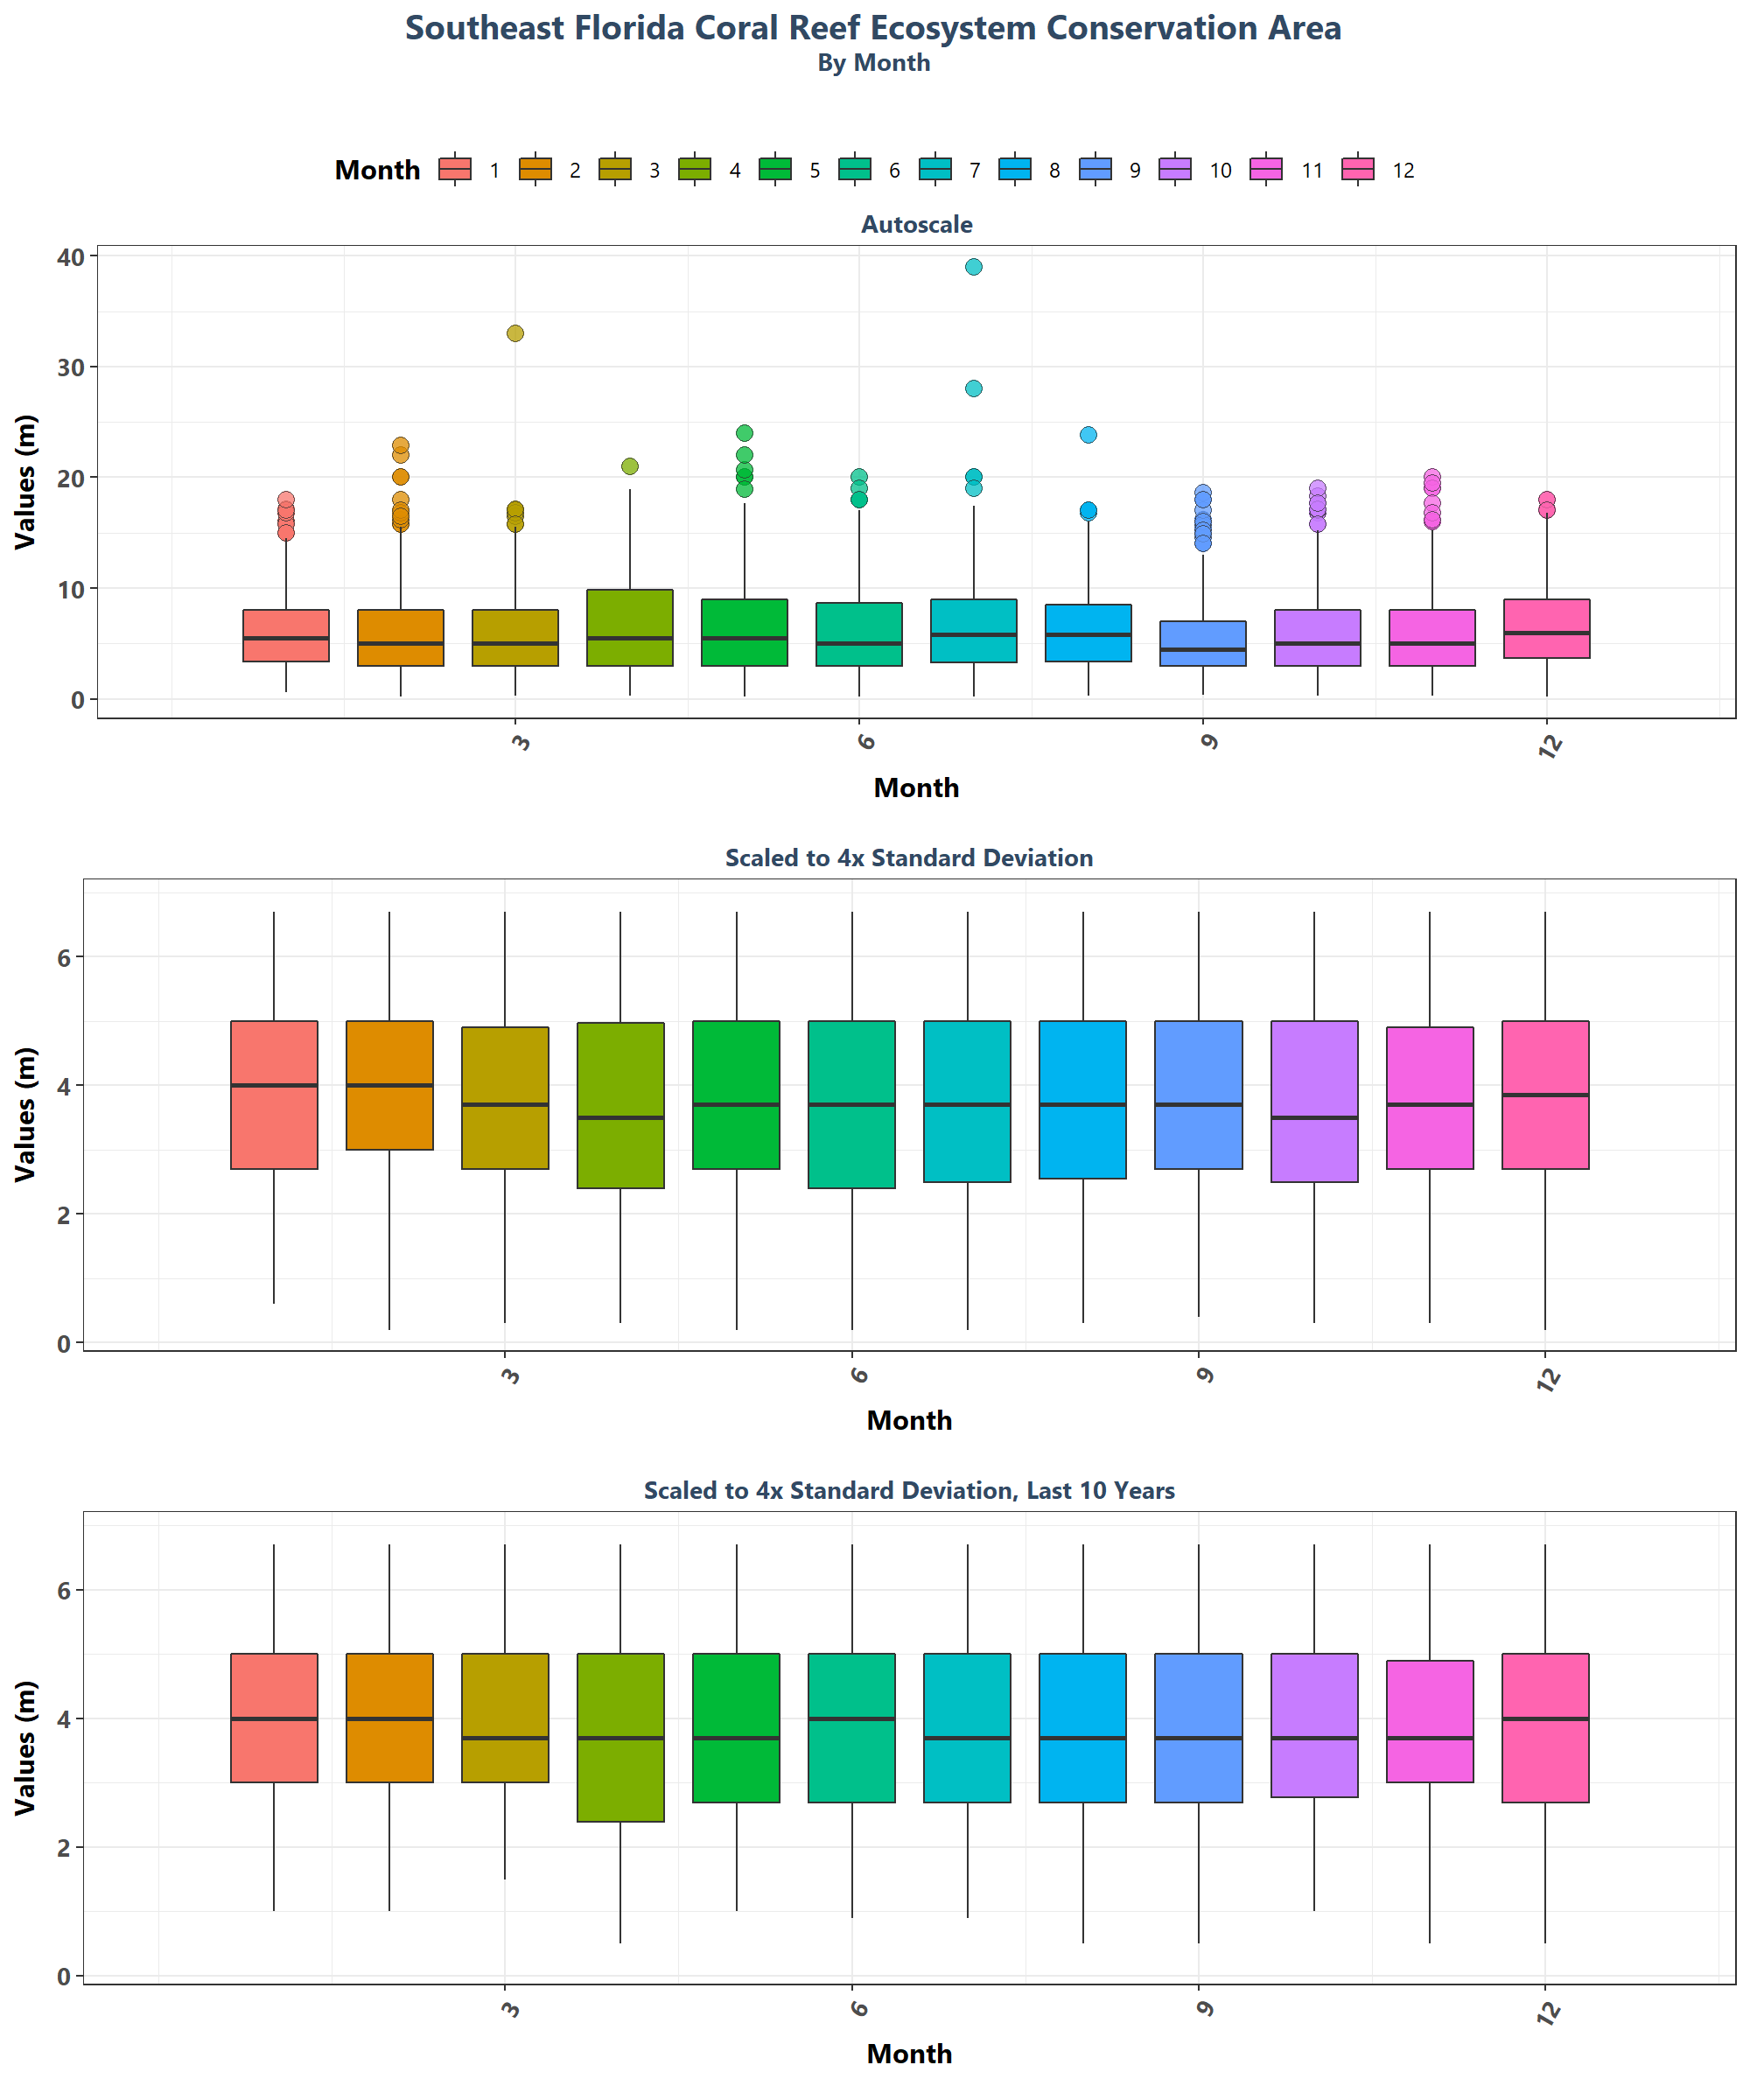 Southeast Florida Coral Reef Ecosystem Conservation Area
By Month
Month 1 2 3 4 5 6 7 8 9 10 11 12
Autoscale
Values (m)
40
30
20
10
0
3 6 9 12
Month
Scaled to 4x Standard Deviation
Values (m)
6
4
2
0
3 6 9 12
Month
Scaled to 4x Standard Deviation, Last 10 Years
Values (m)
6
4
2
0
3 6 9 12
Month